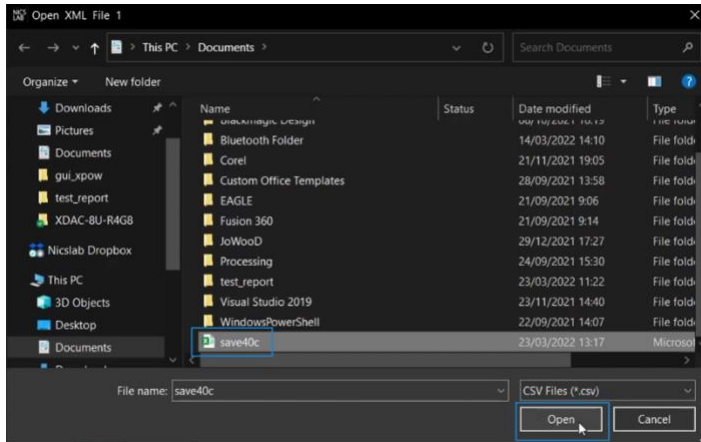 NICS LAB Open XML File 1
This PC > Documents >
Search Documents
Organize
New folder
Downloads
Pictures
Documents
gui_xpow
test_report
XDAC-8U-R4G8
Nicslab Dropbox
This PC
3D Objects
Desktop
Documents
Name Status Date modified Type
Blackmagic Design
Bluetooth Folder 14/03/2022 14:10 File fold
Corel 21/11/2021 19:05 File fold
Custom Office Templates 28/09/2021 13:58 File fold
EAGLE 21/09/2021 9:06 File fold
Fusion 360 21/09/2021 9:14 File fold
JoWooD 29/12/2021 17:27 File fold
Processing 24/09/2021 15:30 File fold
test_report 23/03/2022 11:22 File fold
Visual Studio 2019 23/11/2021 14:40 File fold
WindowsPowerShell 22/09/2021 14:07 File fold
save40c 23/03/2022 13:17 Microso
File name: save40c CSV Files (*.csv)
Open Cancel